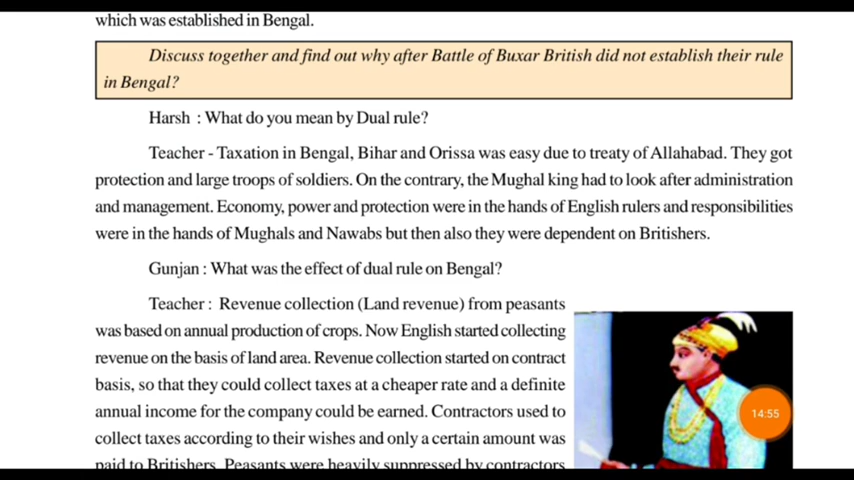 which was established in Bengal.
Discuss together and find out why after Battle of Buxar British did not establish their rule
in Bengal?
Harsh : What do you mean by Dual rule?
Teacher - Taxation in Bengal, Bihar and Orissa was easy due to treaty of Allahabad. They got
protection and large troops of soldiers. On the contrary, the Mughal king had to look after administration
and management. Economy, power and protection were in the hands of English rulers and responsibilities
were in the hands of Mughals and Nawabs but then also they were dependent on Britishers.
Gunjan : What was the effect of dual rule on Bengal?
Teacher : Revenue collection (Land revenue) from peasants
was based on annual production of crops. Now English started collecting
revenue on the basis of land area. Revenue collection started on contract
basis, so that they could collect taxes at a cheaper rate and a definite
annual income for the company could be earned. Contractors used to
14:55
collect taxes according to their wishes and only a certain amount was
paid to Britishers. Peasants were heavily suppressed by contractors